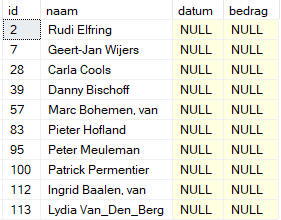 id naam datum bedrag
2 Rudi Elfring NULL NULL
7 Geert-Jan Wijers NULL NULL
28 Carla Cools NULL NULL
39 Danny Bischoff NULL NULL
57 Marc Bohemen, van NULL NULL
83 Pieter Hofland NULL NULL
95 Peter Meuleman NULL NULL
100 Patrick Permentier NULL NULL
112 Ingrid Baalen, van NULL NULL
113 Lydia Van_Den_Berg NULL NULL